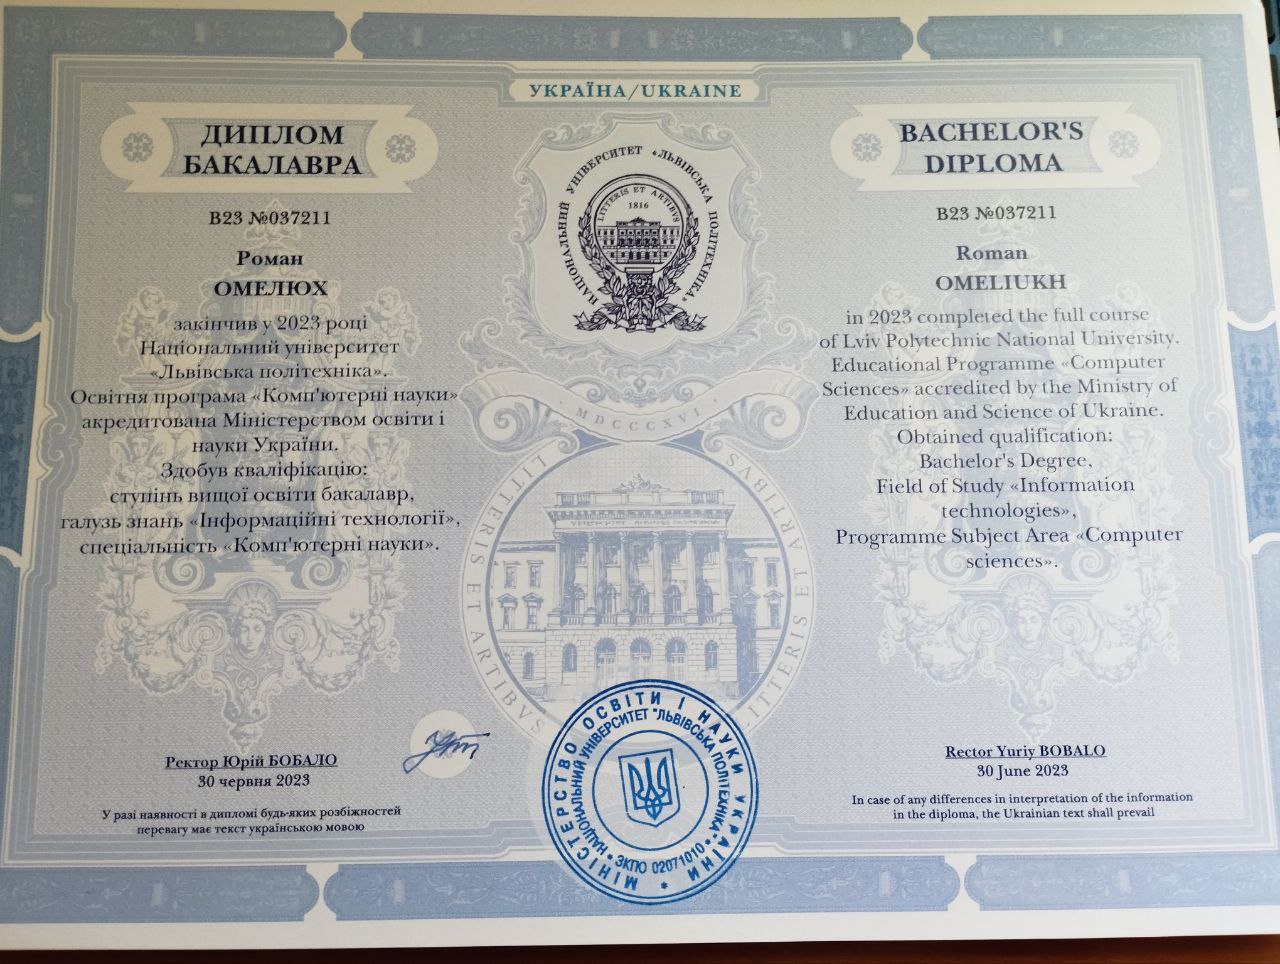 УКРАЇНА/UKRAINE
ДИПЛОМ
БАКАЛАВРА
B23 №037211
Роман
ОМЕЛЮХ
закінчив у 2023 році
Національний університет
«Львівська політехніка».
Освітня програма «Комп'ютерні науки»
акредитована Міністерством освіти і
науки України.
Здобув кваліфікацію:
ступінь вищої освіти бакалавр,
галузь знань «Інформаційні технології»,
спеціальність «Комп'ютерні науки».
Ректор Юрій БОБАЛО
30 червня 2023
У разі наявності в дипломі будь-яких розбіжностей
перевагу має текст українською мовою
НАЦІОНАЛЬНИЙ УНІВЕРСИТЕТ «ЛЬВІВСЬКА ПОЛІТЕХНІКА»
LITTERIS ET ARTIBVS
1816
· MDCCCXVI ·
LITTERIS ET ARTIBVS
LITTERIS ET ARTIBVS
МІНІСТЕРСТВО ОСВІТИ І НАУКИ УКРАЇНИ
НАЦІОНАЛЬНИЙ УНІВЕРСИТЕТ "ЛЬВІВСЬКА ПОЛІТЕХНІКА"
ЗКПО 02071010
BACHELOR'S
DIPLOMA
B23 №037211
Roman
OMELIUKH
in 2023 completed the full course
of Lviv Polytechnic National University.
Educational Programme «Computer
Sciences» accredited by the Ministry of
Education and Science of Ukraine.
Obtained qualification:
Bachelor's Degree,
Field of Study «Information
technologies»,
Programme Subject Area «Computer
sciences».
Rector Yuriy BOBALO
30 June 2023
In case of any differences in interpretation of the information
in the diploma, the Ukrainian text shall prevail